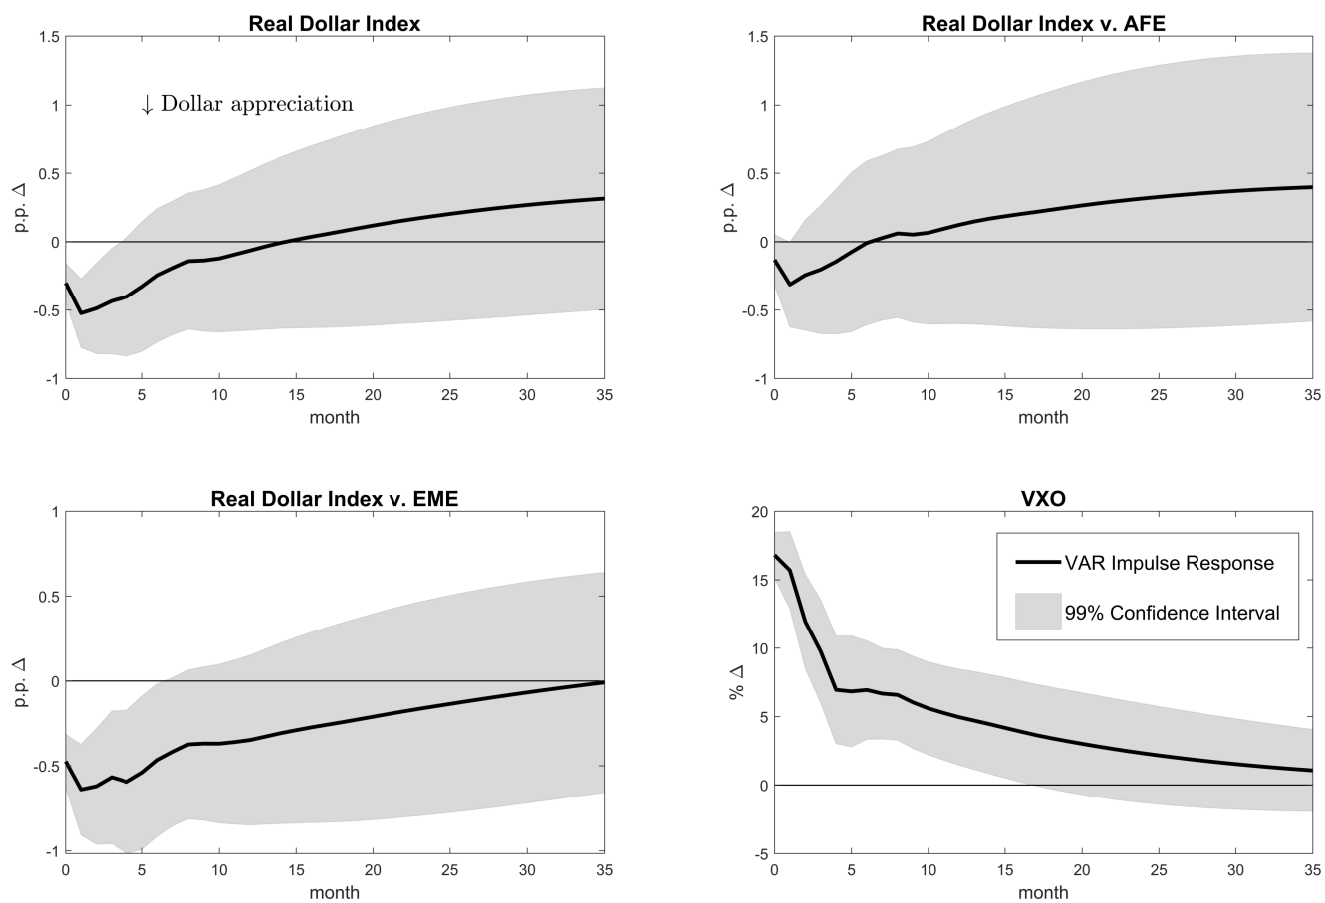 Real Dollar Index
1.5
1
0.5
0
-0.5
-1
p.p. Δ
↓ Dollar appreciation
0 5 10 15 20 25 30 35
month
Real Dollar Index v. AFE
1.5
1
0.5
0
-0.5
-1
p.p. Δ
0 5 10 15 20 25 30 35
month
Real Dollar Index v. EME
1
0.5
0
-0.5
-1
p.p. Δ
0 5 10 15 20 25 30 35
month
VXO
20
15
10
5
0
-5
% Δ
VAR Impulse Response
99% Confidence Interval
0 5 10 15 20 25 30 35
month